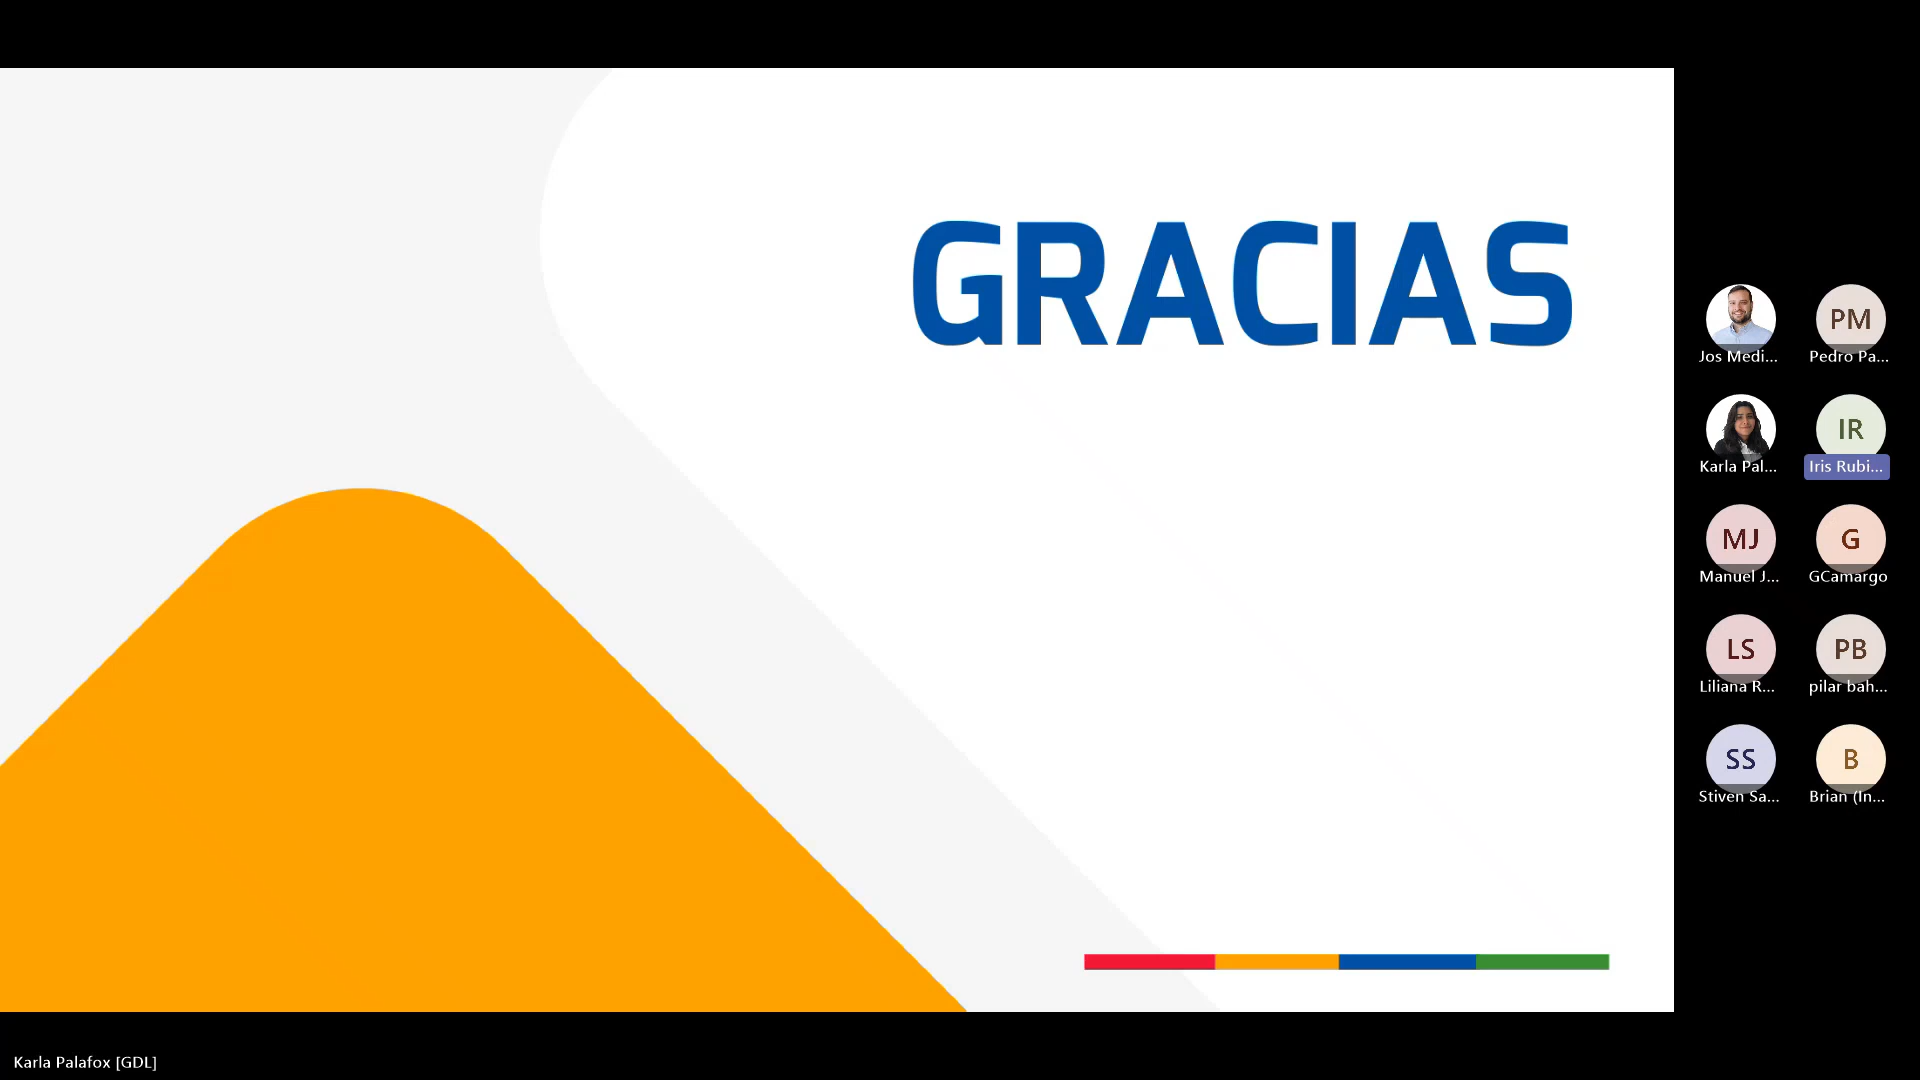 GRACIAS
Jos Medi...
PM
Pedro Pa...
Karla Pal...
IR
Iris Rubi...
MJ
Manuel J...
G
GCamargo
LS
Liliana R...
PB
pilar bah...
SS
Stiven Sa...
B
Brian (In...
Karla Palafox [GDL]